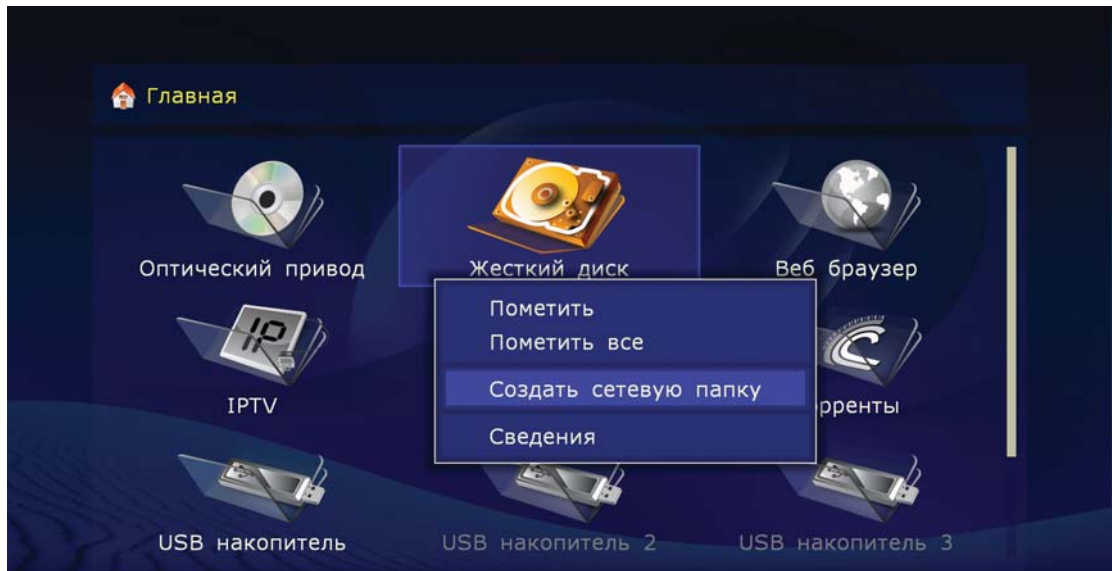 Главная
Оптический привод
Жесткий диск
Веб браузер
Пометить
Пометить все
Создать сетевую папку
Сведения
IP
IPTV
USB накопитель
USB накопитель 2
USB накопитель 3